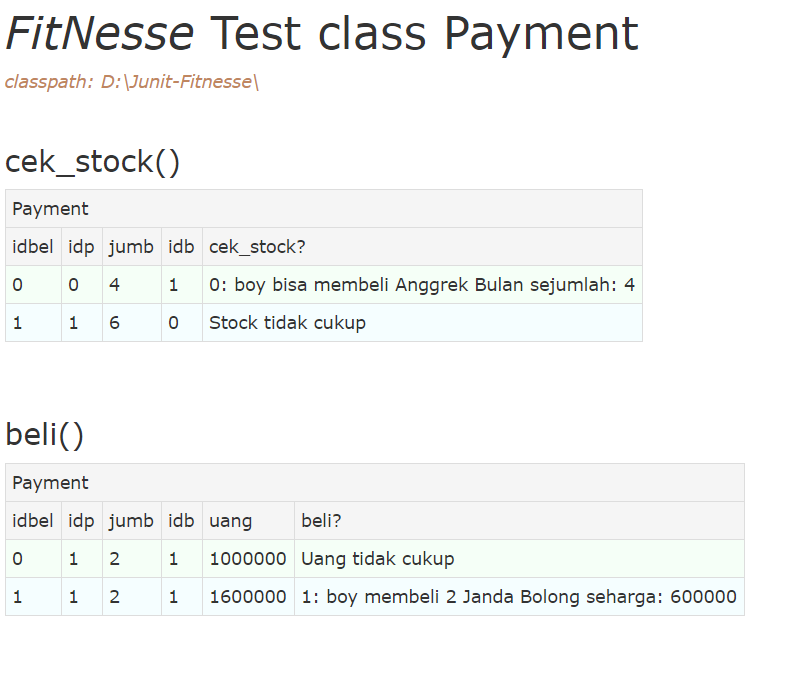 FitNesse Test class Payment
classpath: D:\Junit-Fitnesse\
cek_stock()
Payment
idbel idp jumb idb cek_stock?
0 0 4 1 0: boy bisa membeli Anggrek Bulan sejumlah: 4
1 1 6 0 Stock tidak cukup
beli()
Payment
idbel idp jumb idb uang beli?
0 1 2 1 1000000 Uang tidak cukup
1 1 2 1 1600000 1: boy membeli 2 Janda Bolong seharga: 600000